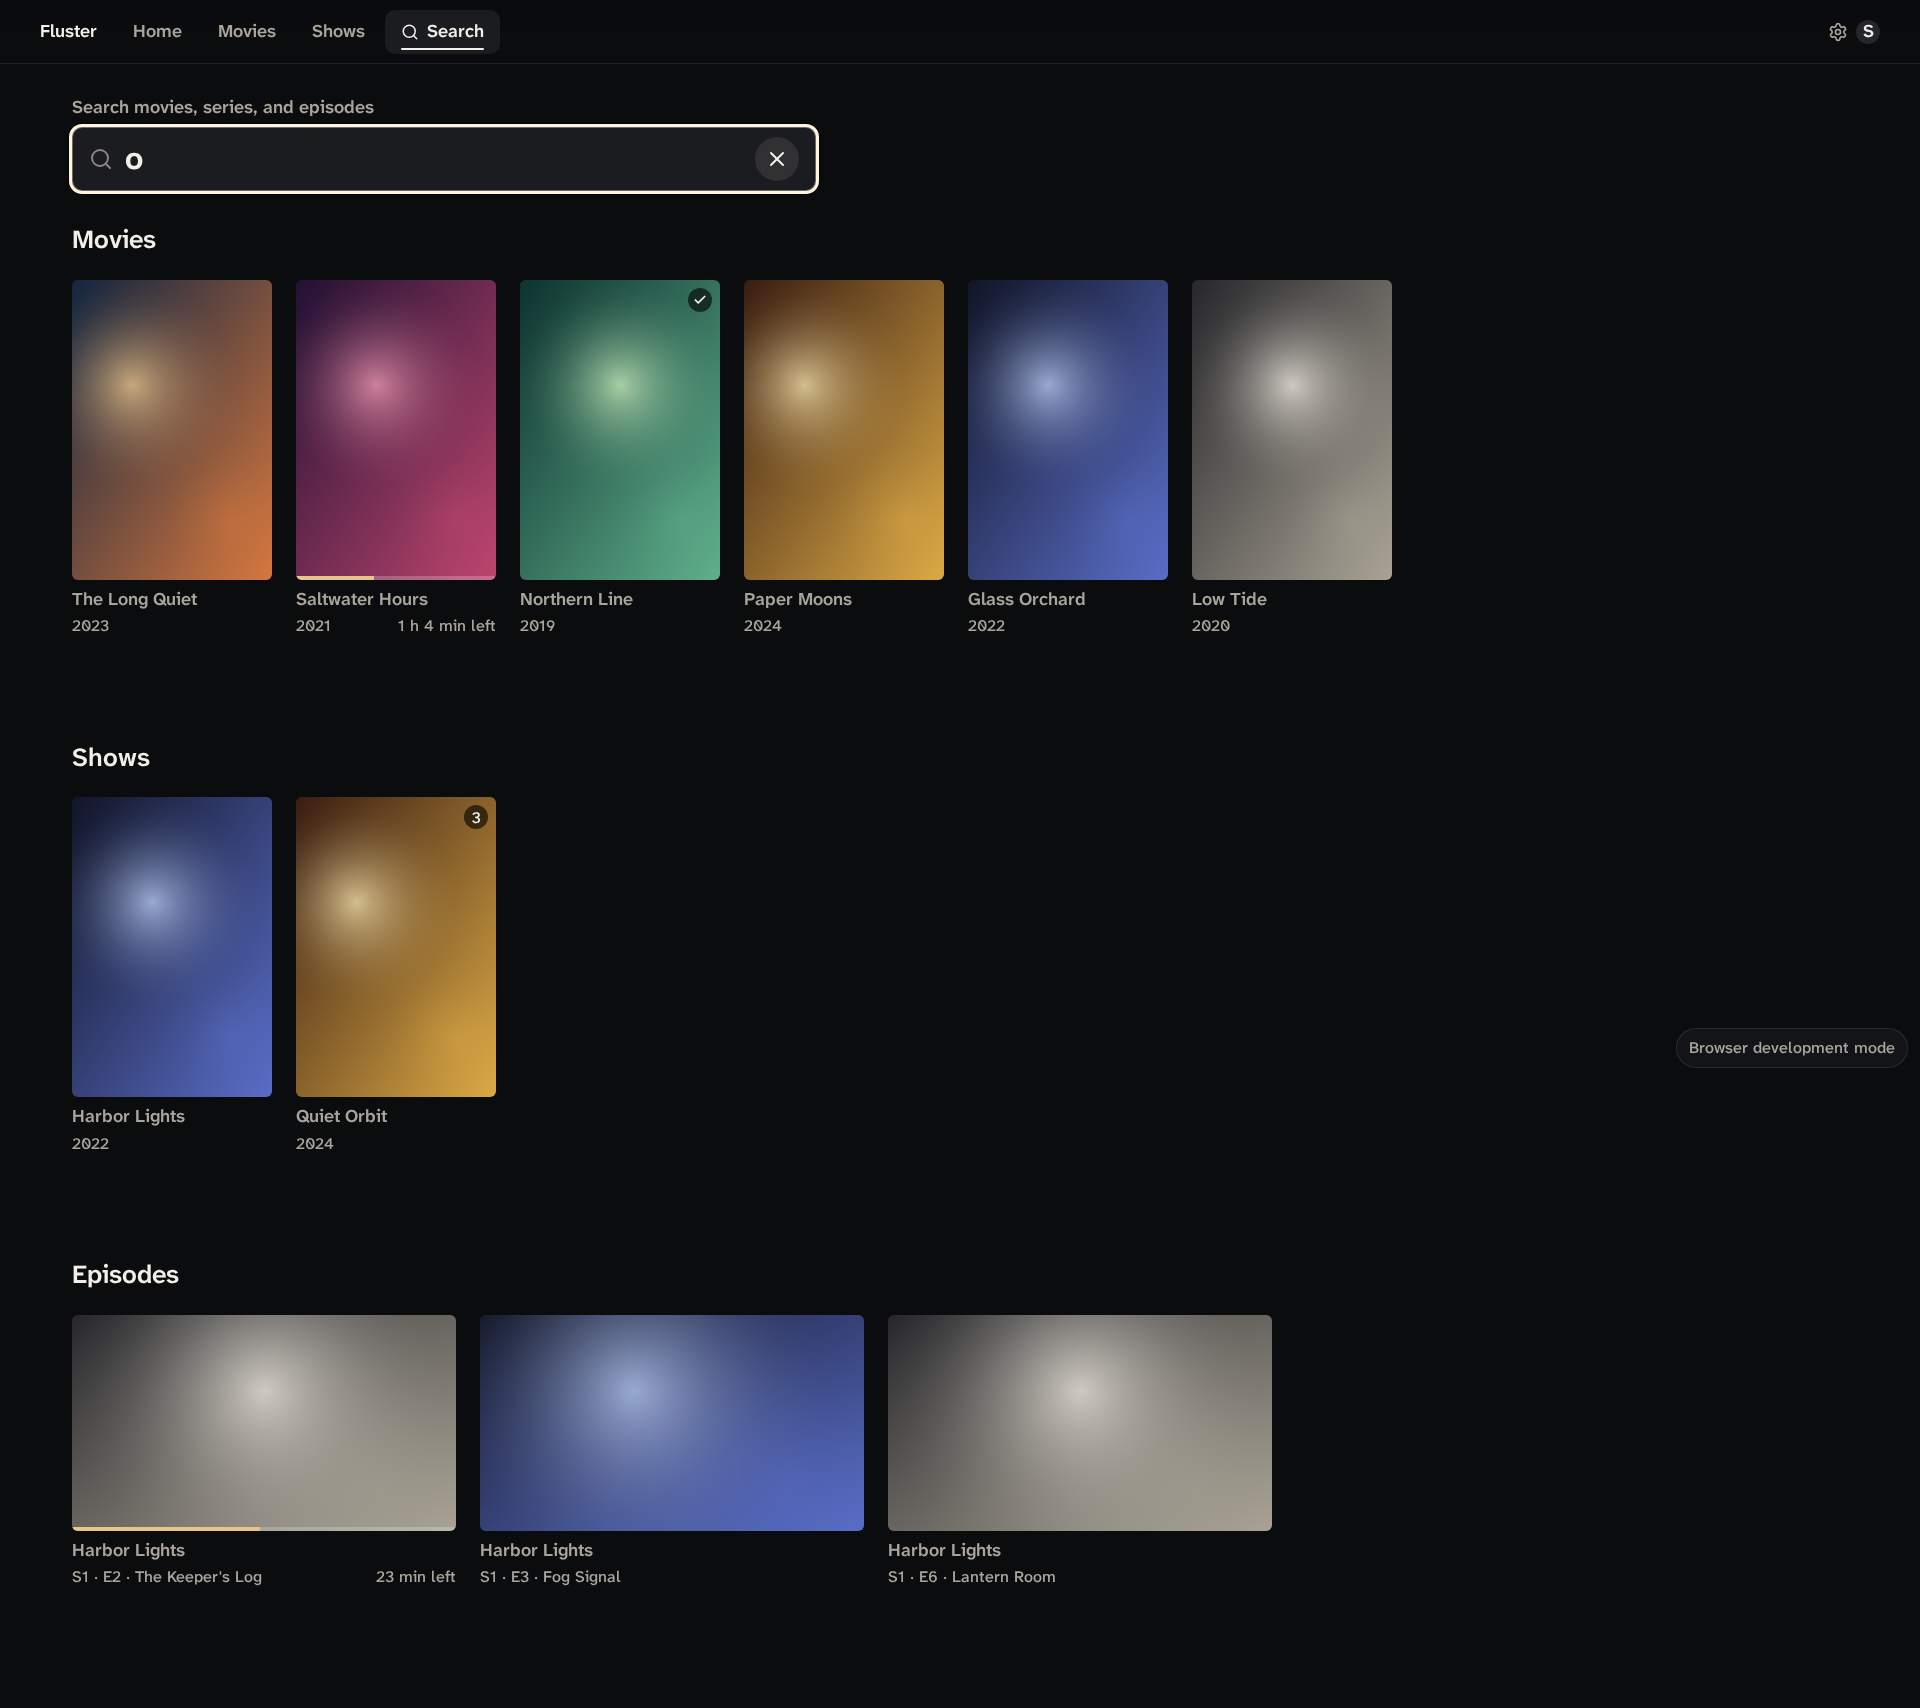 Fluster Home Movies Shows Search S
Search movies, series, and episodes
o
Movies
The Long Quiet
2023
Saltwater Hours
2021 1 h 4 min left
Northern Line
2019
Paper Moons
2024
Glass Orchard
2022
Low Tide
2020
Shows
3
Harbor Lights
2022
Quiet Orbit
2024
Browser development mode
Episodes
Harbor Lights
S1 · E2 · The Keeper's Log 23 min left
Harbor Lights
S1 · E3 · Fog Signal
Harbor Lights
S1 · E6 · Lantern Room